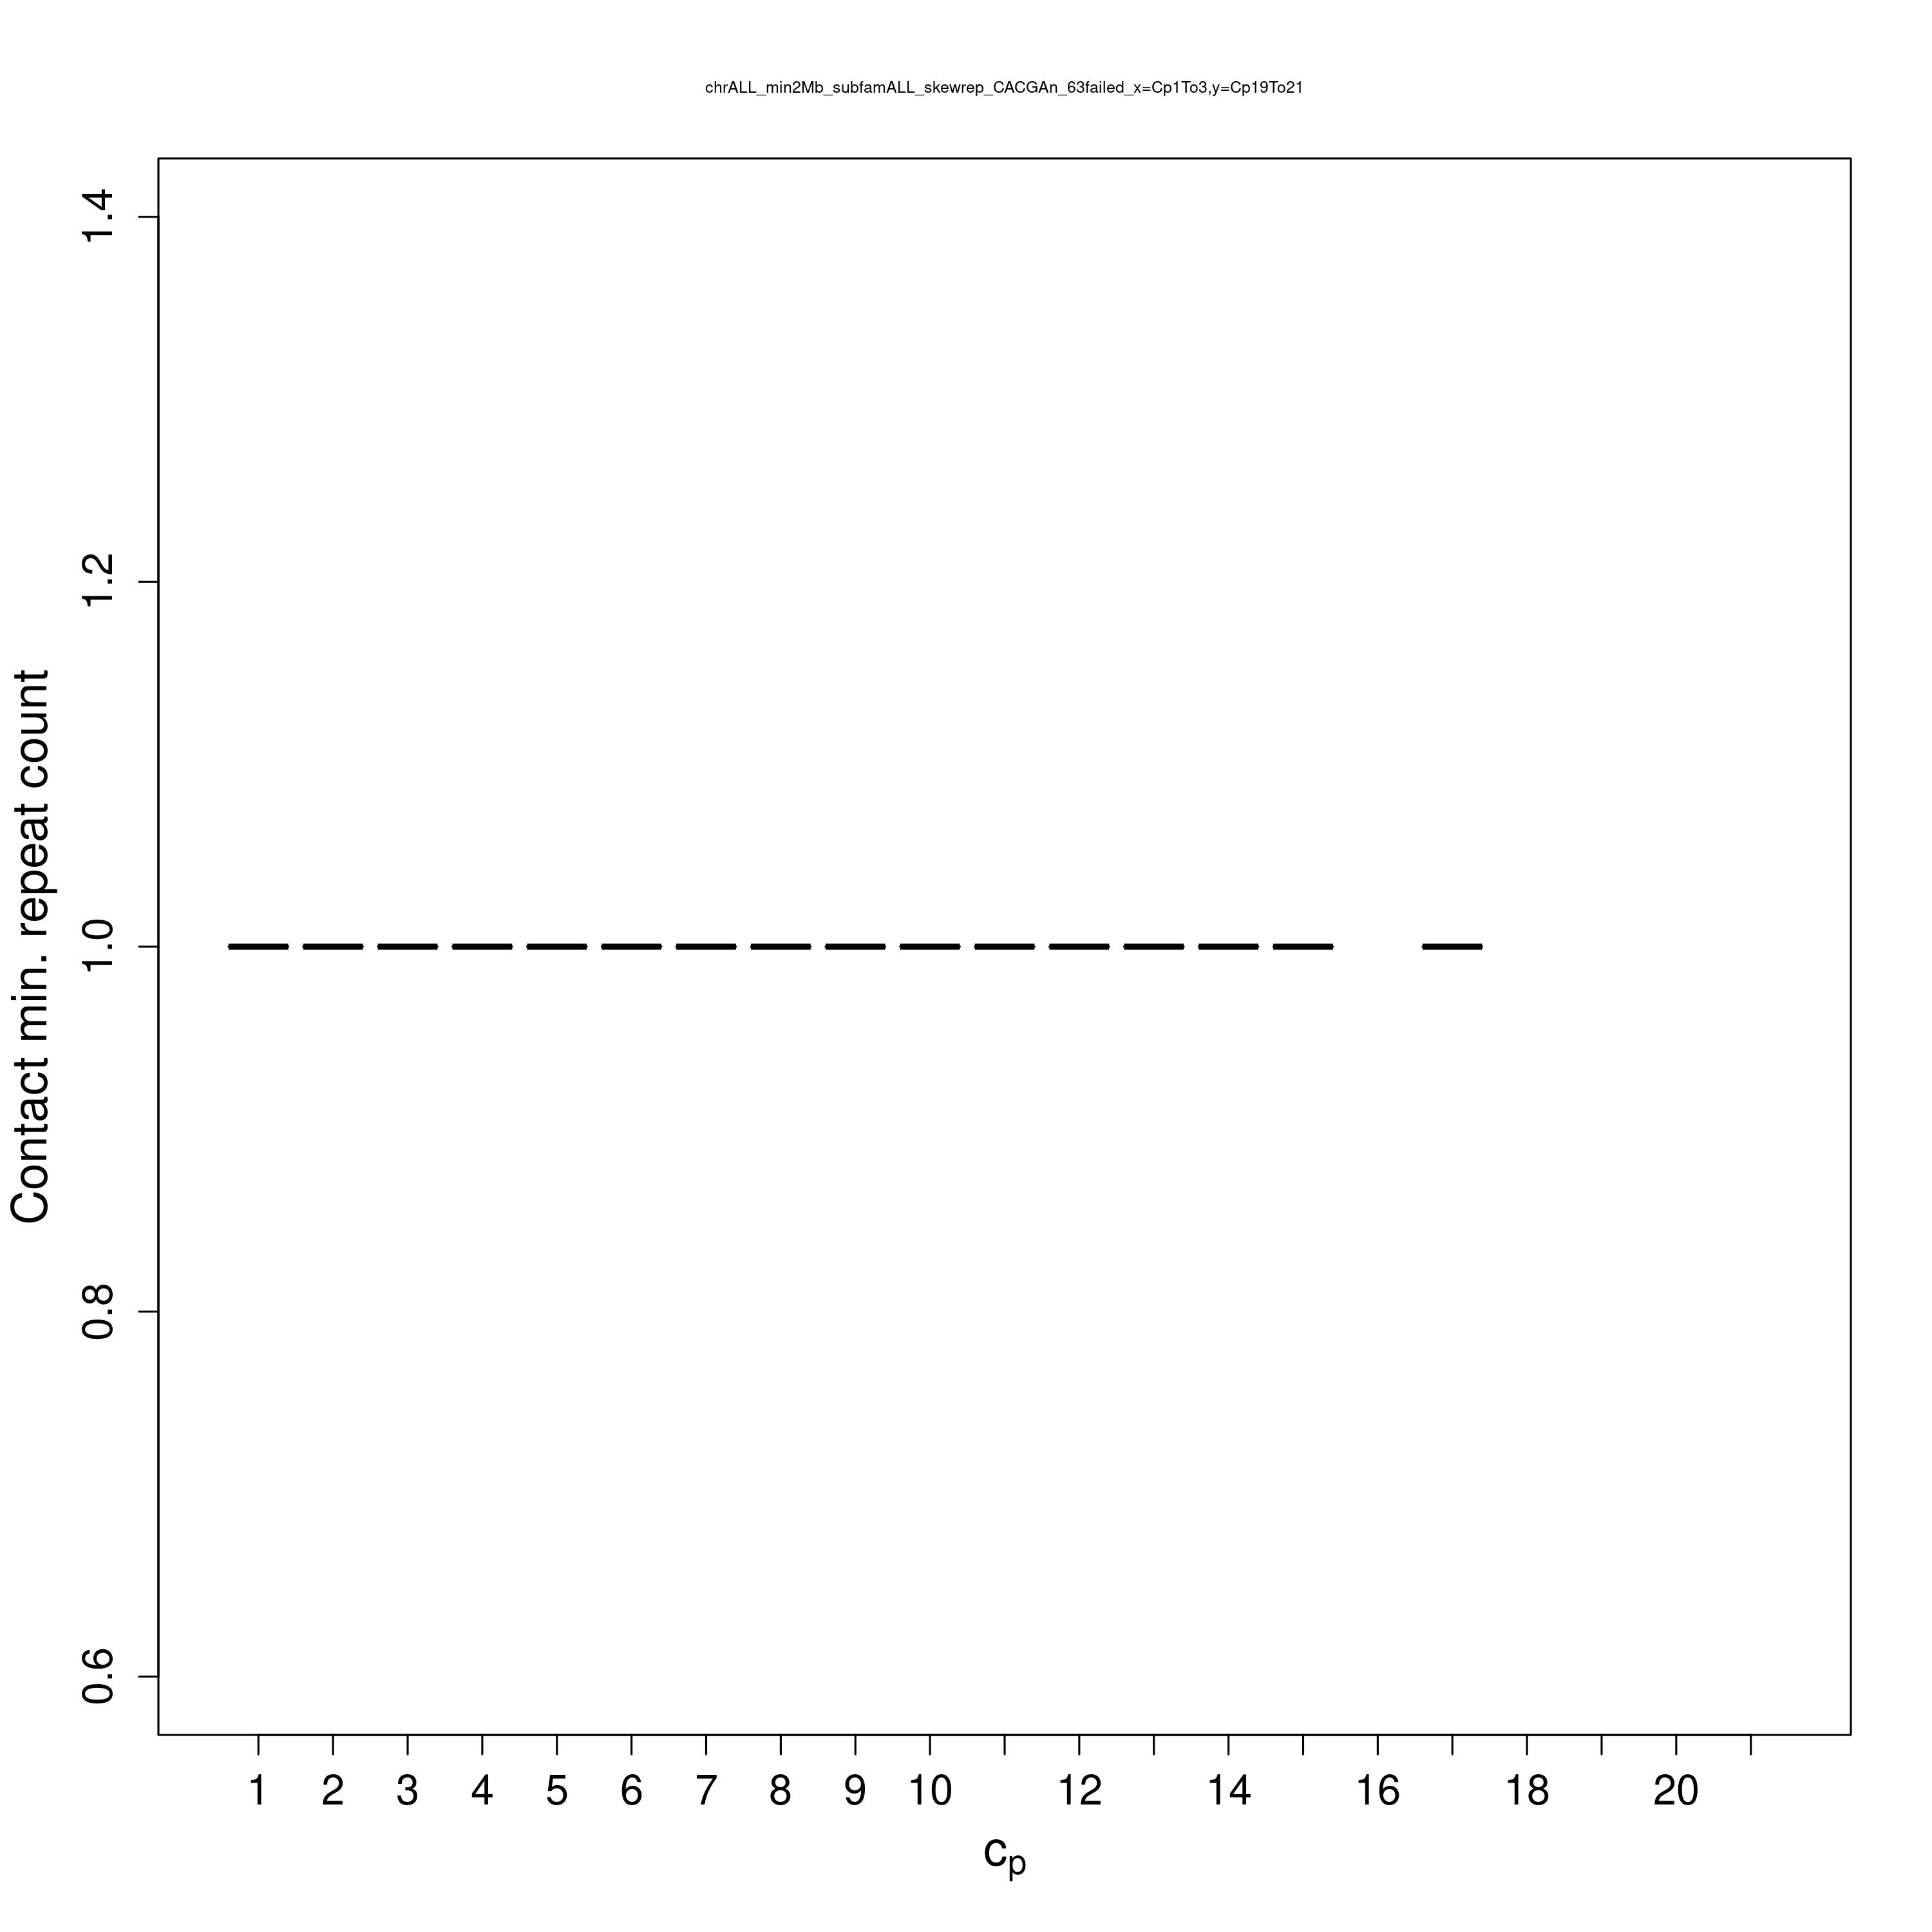 chrALL_min2Mb_subfamALL_skewrep_CACGAn_63failed_x=Cp1To3,y=Cp19To21
1.4
1.2
1.0
0.8
0.6
Contact min. repeat count
1 2 3 4 5 6 7 8 9 10 12 14 16 18 20
cp